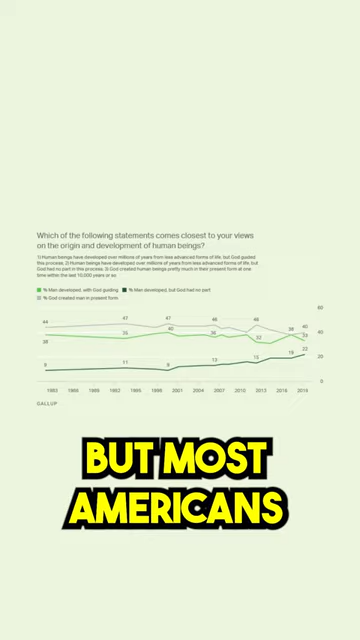 Which of the following statements comes closest to your views
on the origin and development of human beings?
1) Human beings have developed over millions of years from less advanced forms of life, but God guided
this process, 2) Human beings have developed over millions of years from less advanced forms of life, but
God had no part in this process, 3) God created human beings pretty much in their present form at one
time within the last 10,000 years or so
% Man developed, with God guiding % Man developed, but God had no part
% God created man in present form
60
44 47 47 46 46 38 40
38 35 40 38 32 33
40
20
9 11 9 13 15 19 22
0
1983 1986 1989 1992 1995 1998 2001 2004 2007 2010 2013 2016 2019
GALLUP
BUT MOST
AMERICANS